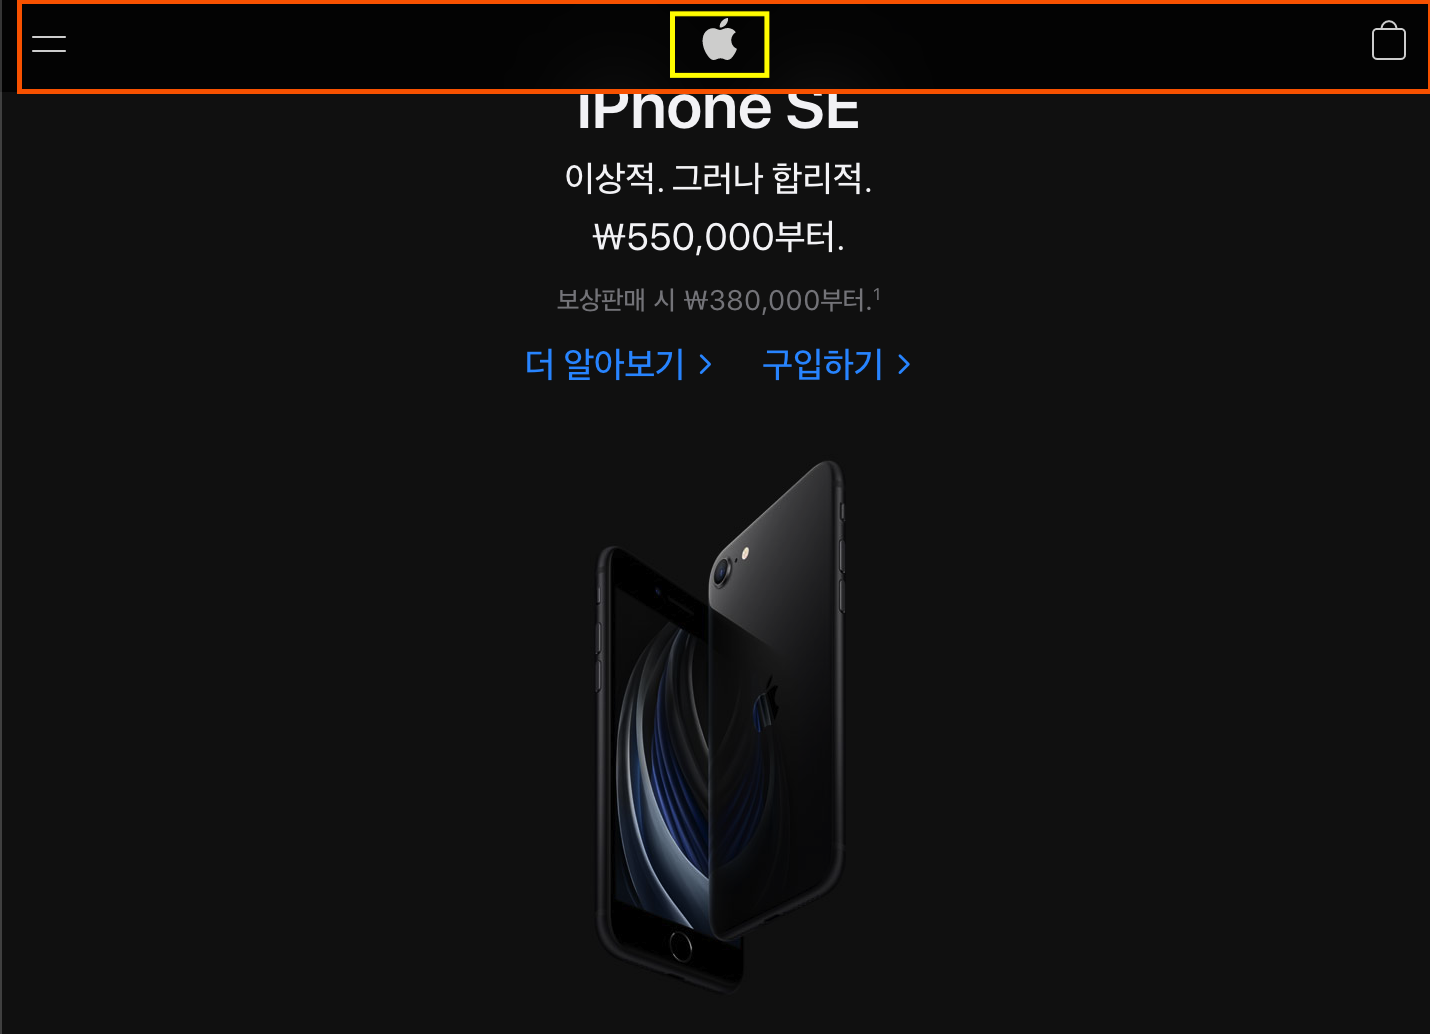 iPhone SE
이상적. 그러나 합리적.
₩550,000부터.
보상판매 시 ₩380,000부터.¹
더 알아보기 > 구입하기 >